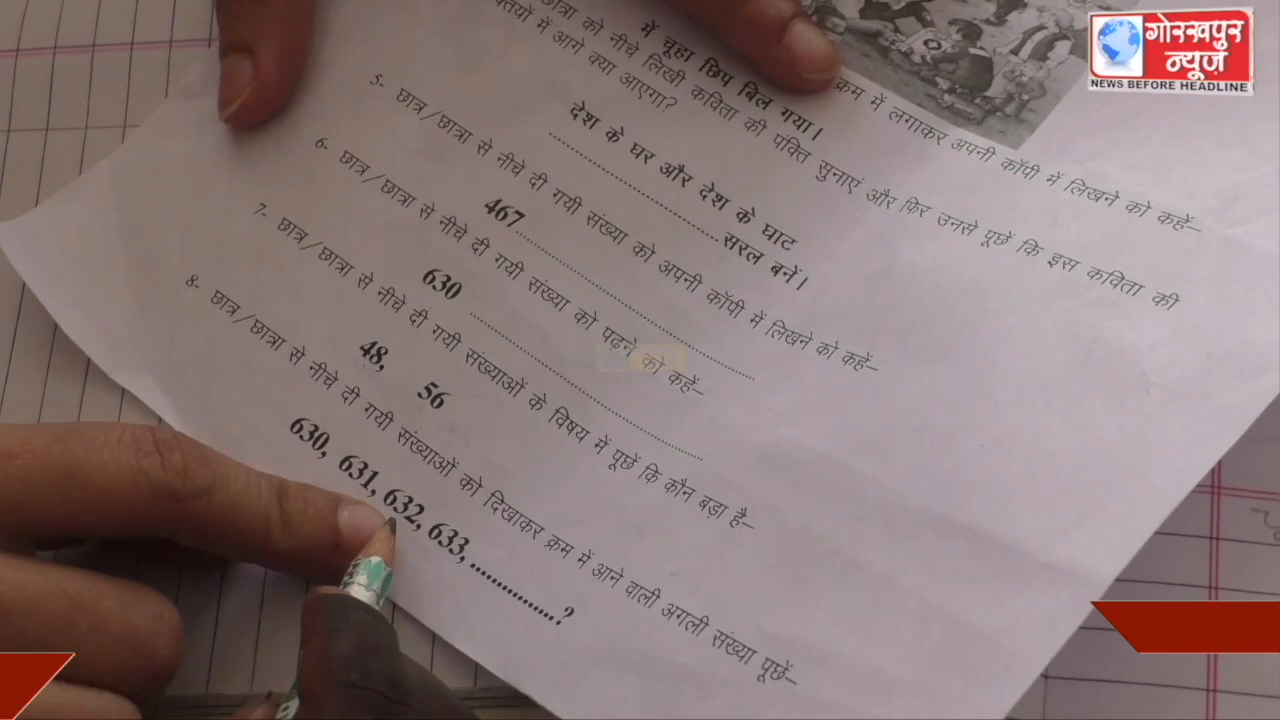 गोरखपुर
न्यूज़
NEWS BEFORE HEADLINE
क्रम में लगाकर अपनी कॉपी में लिखने को कहें–
में चूहा छिप बिल गया।
छात्रा को नीचे लिखी कविता की पंक्ति सुनाएं और फिर उनसे पूछें कि इस कविता की
में आगे क्या आएगा?
देश के घर और देश के घाट
.................................... सरल बनें।
5- छात्र/छात्रा से नीचे दी गयी संख्या को अपनी कॉपी में लिखने को कहें–
467....................................
6- छात्र/छात्रा से नीचे दी गयी संख्या को पढ़ने को कहें–
630 ....................................
7- छात्र/छात्रा से नीचे दी गयी संख्याओं के विषय में पूछें कि कौन बड़ा है–
48, 56
8- छात्र/छात्रा से नीचे दी गयी संख्याओं को दिखाकर क्रम में आने वाली अगली संख्या पूछें–
630, 631, 632, 633, .................?